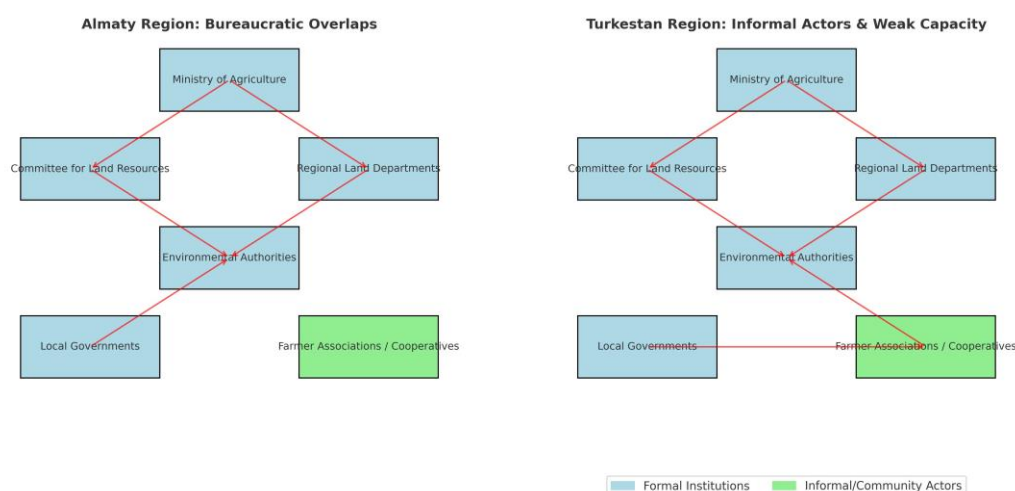 Almaty Region: Bureaucratic Overlaps
Ministry of Agriculture
Committee for Land Resources
Regional Land Departments
Environmental Authorities
Local Governments
Farmer Associations / Cooperatives
Turkestan Region: Informal Actors & Weak Capacity
Ministry of Agriculture
Committee for Land Resources
Regional Land Departments
Environmental Authorities
Local Governments
Farmer Associations / Cooperatives
Formal Institutions
Informal/Community Actors